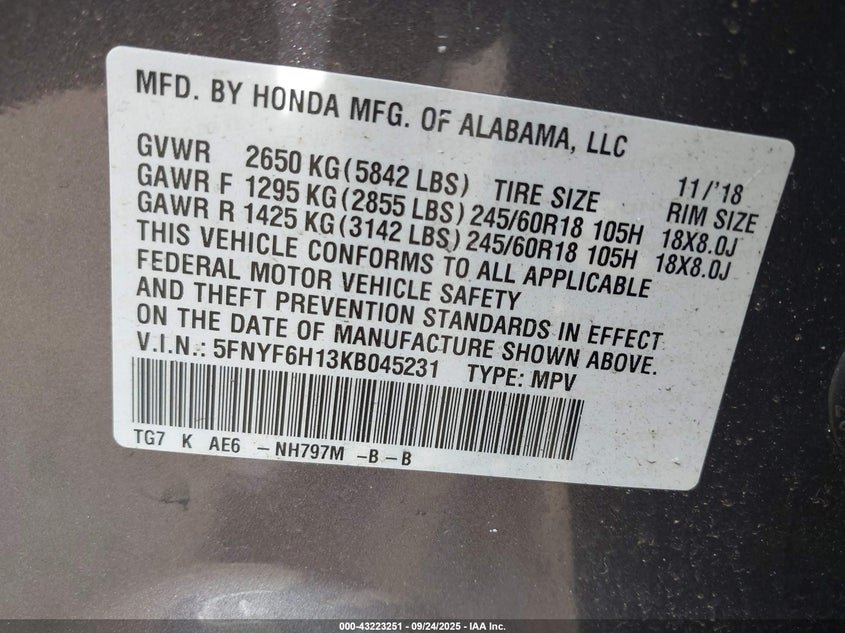 MFD. BY HONDA MFG. OF ALABAMA, LLC
11/'18
GVWR 2650 KG (5842 LBS) TIRE SIZE RIM SIZE
GAWR F 1295 KG (2855 LBS) 245/60R18 105H 18X8.0J
GAWR R 1425 KG (3142 LBS) 245/60R18 105H 18X8.0J
THIS VEHICLE CONFORMS TO ALL APPLICABLE
FEDERAL MOTOR VEHICLE SAFETY
AND THEFT PREVENTION STANDARDS IN EFFECT
ON THE DATE OF MANUFACTURE SHOWN ABOVE.
V.I.N.: 5FNYF6H13KB045231 TYPE: MPV
TG7 K AE6 – NH797M –B – B
000-43223251 - 09/24/2025 - IAA Inc.